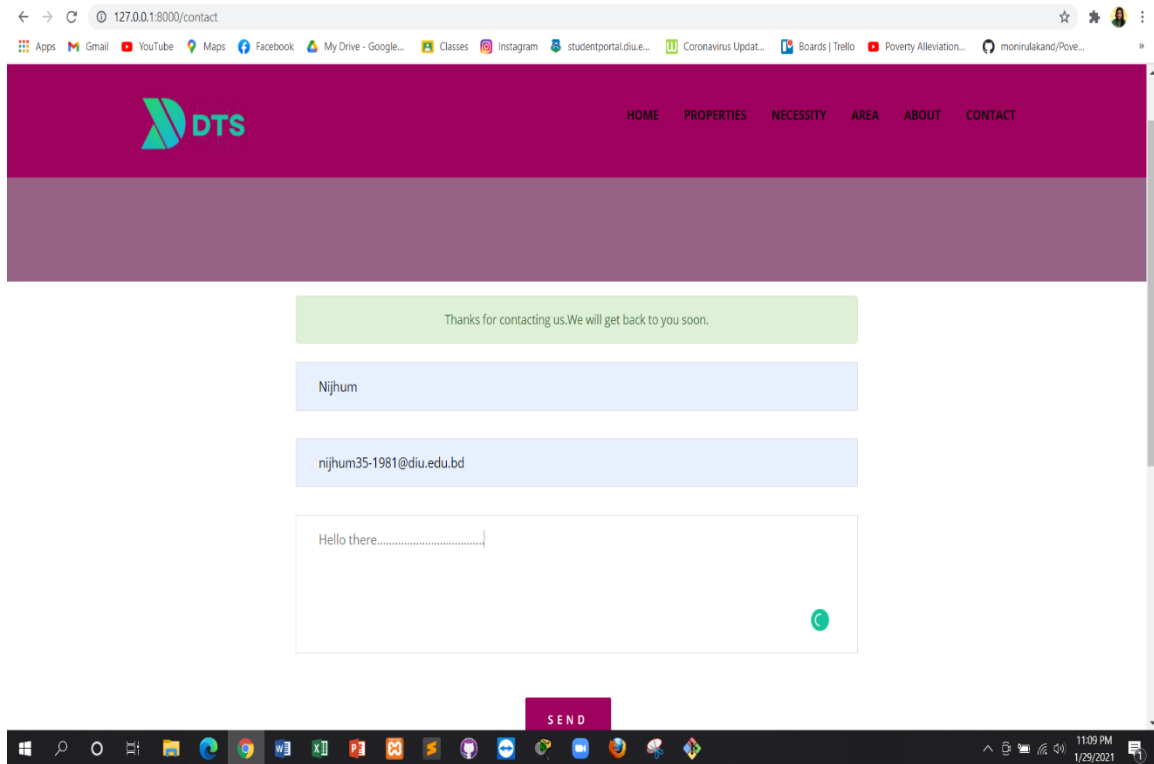 127.0.0.1:8000/contact
Apps Gmail YouTube Maps Facebook My Drive - Google... Classes Instagram studentportal.diu.e... Coronavirus Updat... Boards | Trello Poverty Alleviation... monirulakand/Pove... »
DTS
HOME PROPERTIES NECESSITY AREA ABOUT CONTACT
Thanks for contacting us.We will get back to you soon.
Nijhum
nijhum35-1981@diu.edu.bd
Hello there....................................
SEND
11:09 PM
1/29/2021